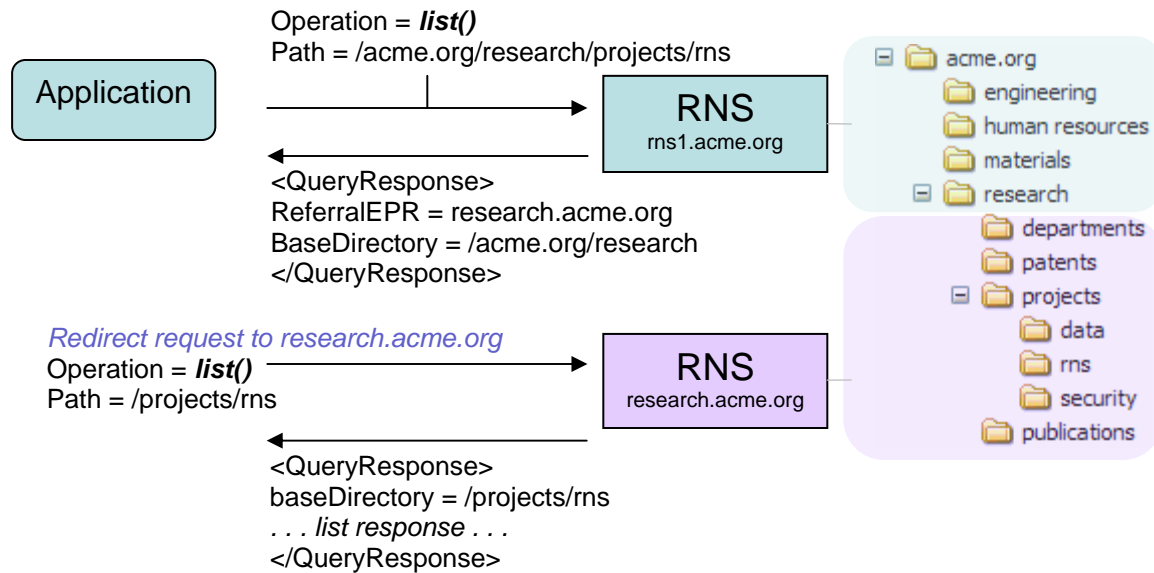 Operation = list()
Path = /acme.org/research/projects/rns
Application
RNS
rns1.acme.org
<QueryResponse>
ReferralEPR = research.acme.org
BaseDirectory = /acme.org/research
</QueryResponse>
Redirect request to research.acme.org
Operation = list()
Path = /projects/rns
RNS
research.acme.org
<QueryResponse>
baseDirectory = /projects/rns
. . . list response . . .
</QueryResponse>
acme.org
engineering
human resources
materials
research
departments
patents
projects
data
rns
security
publications